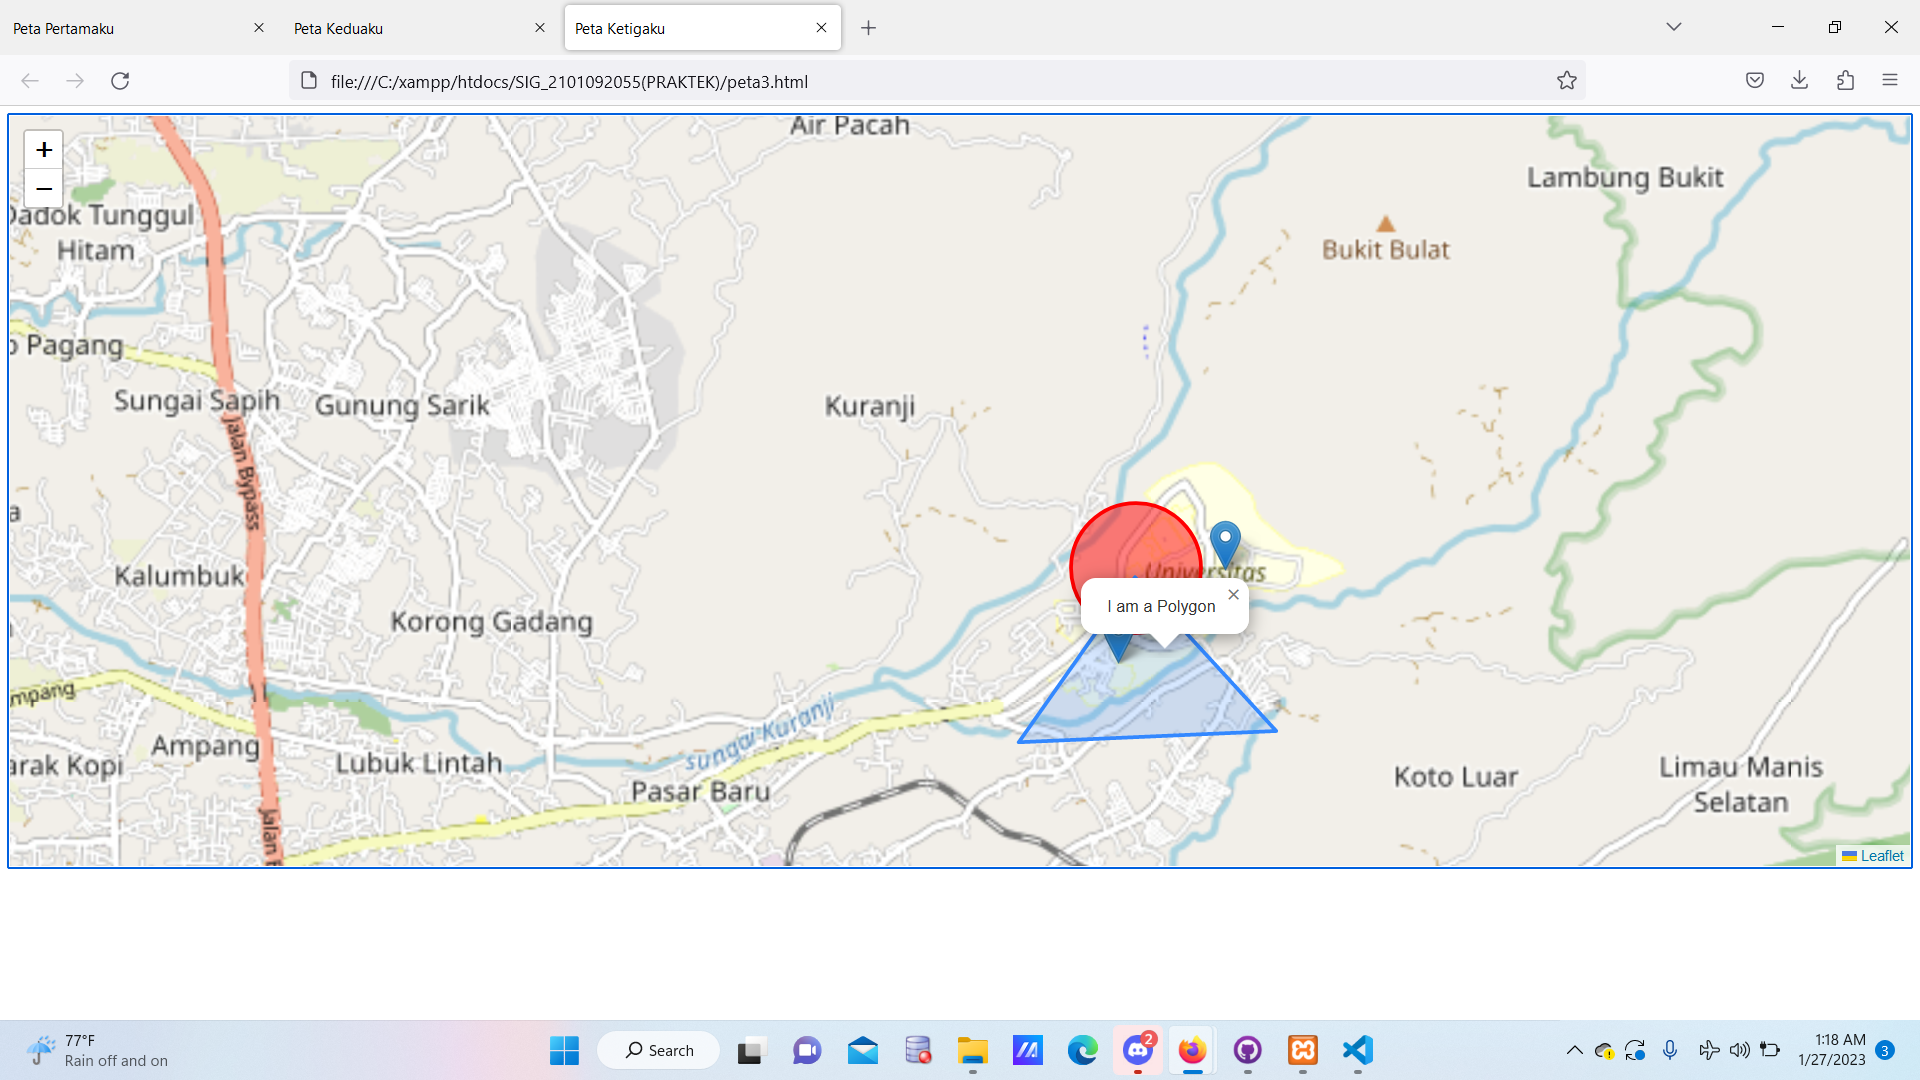 Peta Pertamaku
Peta Keduaku
Peta Ketigaku
file:///C:/xampp/htdocs/SIG_2101092055(PRAKTEK)/peta3.html
+
−
Air Pacah
Lambung Bukit
Dadok Tunggul
Hitam
Bukit Bulat
o Pagang
Sungai Sapih
Gunung Sarik
Kuranji
Jalan Bypass
a
Universitas
Kalumbuk
I am a Polygon
×
Korong Gadang
mpang
sungai Kuranji
Ampang
arak Kopi
Lubuk Lintah
Pasar Baru
Koto Luar
Limau Manis
Selatan
Jalan B
Leaflet
77°F
Rain off and on
Search
2
1:18 AM
1/27/2023
3